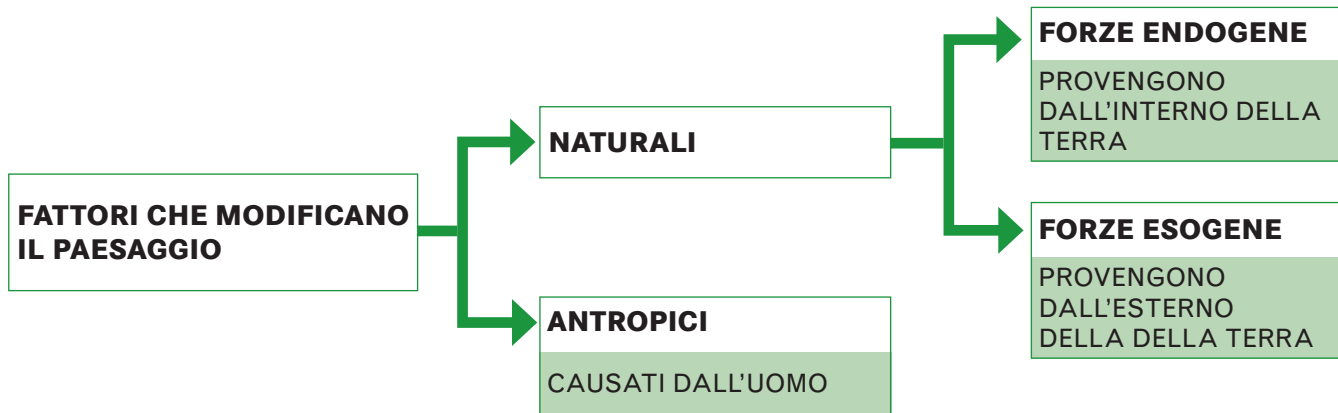 FATTORI CHE MODIFICANO
IL PAESAGGIO
NATURALI
ANTROPICI
CAUSATI DALL’UOMO
FORZE ENDOGENE
PROVENGONO
DALL’INTERNO DELLA
TERRA
FORZE ESOGENE
PROVENGONO
DALL’ESTERNO
DELLA DELLA TERRA